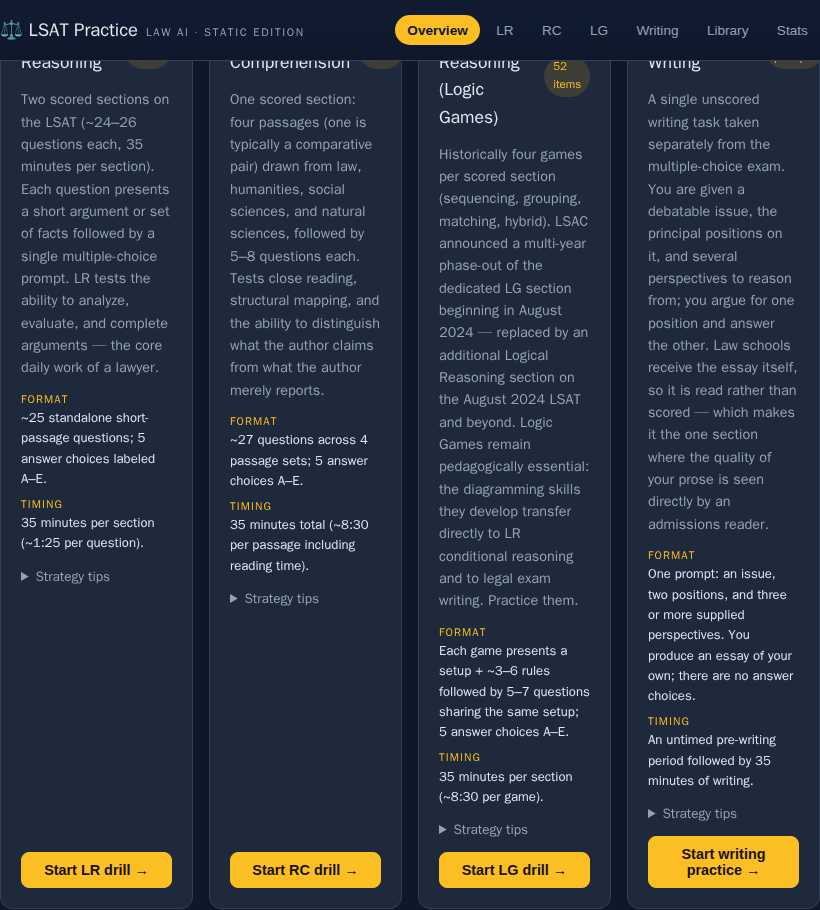 ⚖️ LSAT Practice LAW AI · STATIC EDITION
Overview LR RC LG Writing Library Stats
Reasoning
Two scored sections on
the LSAT (~24–26
questions each, 35
minutes per section).
Each question presents
a short argument or set
of facts followed by a
single multiple-choice
prompt. LR tests the
ability to analyze,
evaluate, and complete
arguments — the core
daily work of a lawyer.
FORMAT
~25 standalone short-
passage questions; 5
answer choices labeled
A–E.
TIMING
35 minutes per section
(~1:25 per question).
▶ Strategy tips
Start LR drill →
Comprehension
One scored section:
four passages (one is
typically a comparative
pair) drawn from law,
humanities, social
sciences, and natural
sciences, followed by
5–8 questions each.
Tests close reading,
structural mapping, and
the ability to distinguish
what the author claims
from what the author
merely reports.
FORMAT
~27 questions across 4
passage sets; 5 answer
choices A–E.
TIMING
35 minutes total (~8:30
per passage including
reading time).
▶ Strategy tips
Start RC drill →
Reasoning
(Logic
Games)
52
items
Historically four games
per scored section
(sequencing, grouping,
matching, hybrid). LSAC
announced a multi-year
phase-out of the
dedicated LG section
beginning in August
2024 — replaced by an
additional Logical
Reasoning section on
the August 2024 LSAT
and beyond. Logic
Games remain
pedagogically essential:
the diagramming skills
they develop transfer
directly to LR
conditional reasoning
and to legal exam
writing. Practice them.
FORMAT
Each game presents a
setup + ~3–6 rules
followed by 5–7 questions
sharing the same setup;
5 answer choices A–E.
TIMING
35 minutes per section
(~8:30 per game).
▶ Strategy tips
Start LG drill →
Writing
A single unscored
writing task taken
separately from the
multiple-choice exam.
You are given a
debatable issue, the
principal positions on
it, and several
perspectives to reason
from; you argue for one
position and answer
the other. Law schools
receive the essay itself,
so it is read rather than
scored — which makes
it the one section
where the quality of
your prose is seen
directly by an
admissions reader.
FORMAT
One prompt: an issue,
two positions, and three
or more supplied
perspectives. You
produce an essay of your
own; there are no answer
choices.
TIMING
An untimed pre-writing
period followed by 35
minutes of writing.
▶ Strategy tips
Start writing
practice →